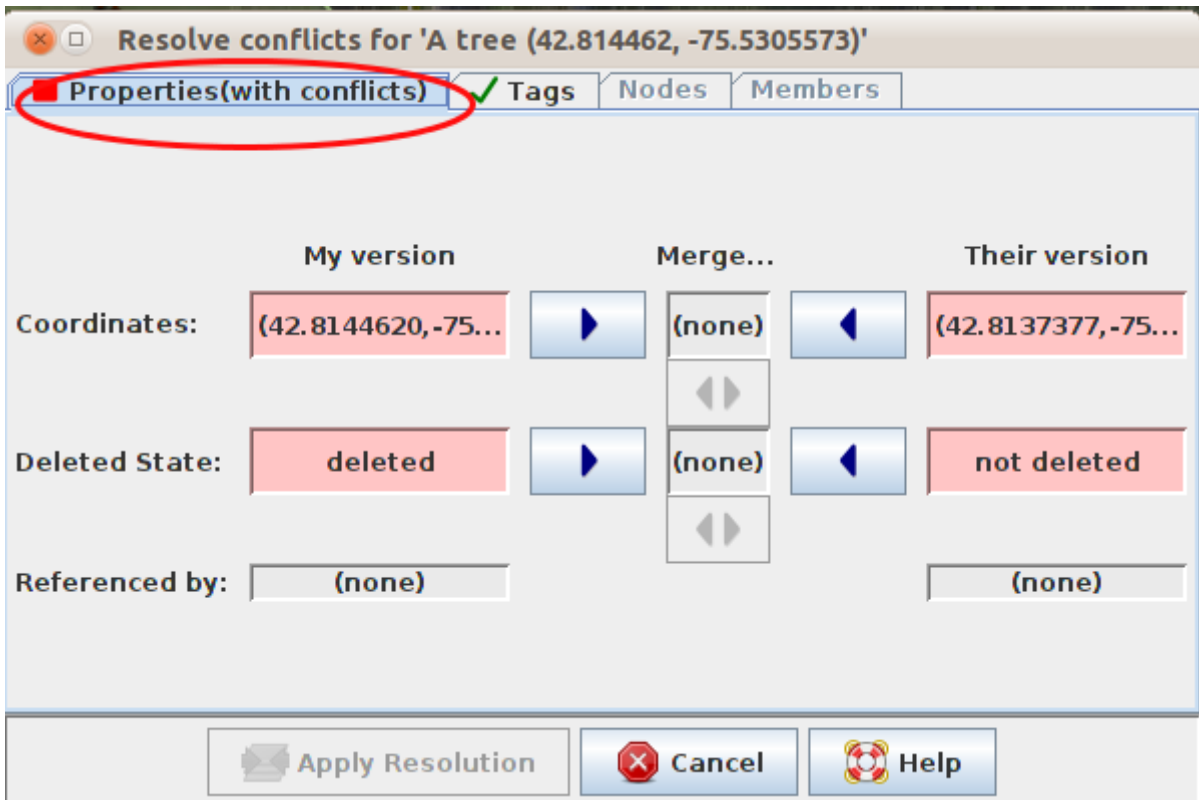 Resolve conflicts for 'A tree (42.814462, -75.5305573)'
Properties(with conflicts) Tags Nodes Members
My version Merge... Their version
Coordinates: (42.8144620,-75... (none) (42.8137377,-75...
Deleted State: deleted (none) not deleted
Referenced by: (none) (none)
Apply Resolution Cancel Help